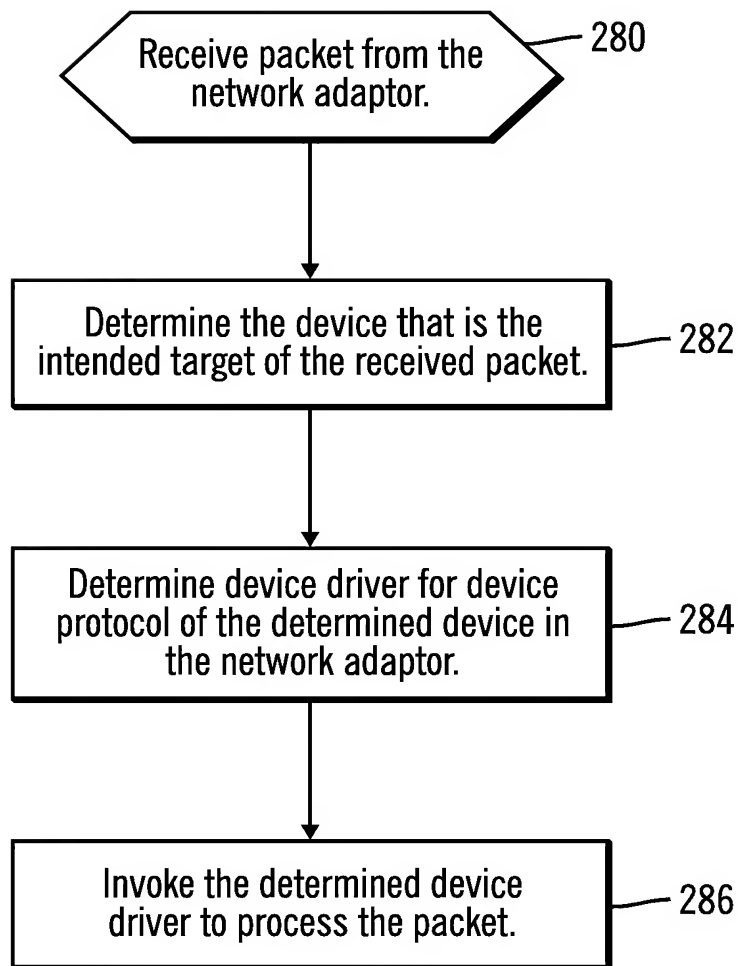 Receive packet from the
network adaptor.
280
Determine the device that is the
intended target of the received packet.
282
Determine device driver for device
protocol of the determined device in
the network adaptor.
284
Invoke the determined device
driver to process the packet.
286